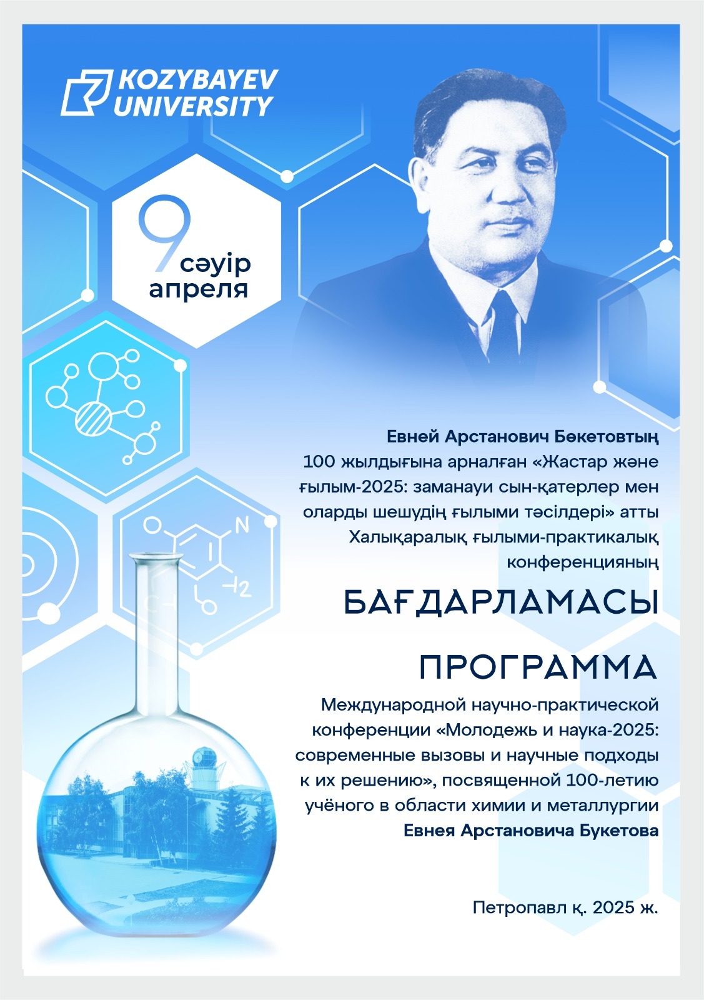 KOZYBAYEV
UNIVERSITY
9
сәуір
апреля
Евней Арстанович Бөкетовтың
100 жылдығына арналған «Жастар және
ғылым-2025: заманауи сын-қатерлер мен
оларды шешудің ғылыми тәсілдері» атты
Халықаралық ғылыми-практикалық
конференцияның
БАҒДАРЛАМАСЫ
ПРОГРАММА
Международной научно-практической
конференции «Молодежь и наука-2025:
современные вызовы и научные подходы
к их решению», посвященной 100-летию
учёного в области химии и металлургии
Евнея Арстановича Букетова
Петропавл қ. 2025 ж.
O
N
H2
O